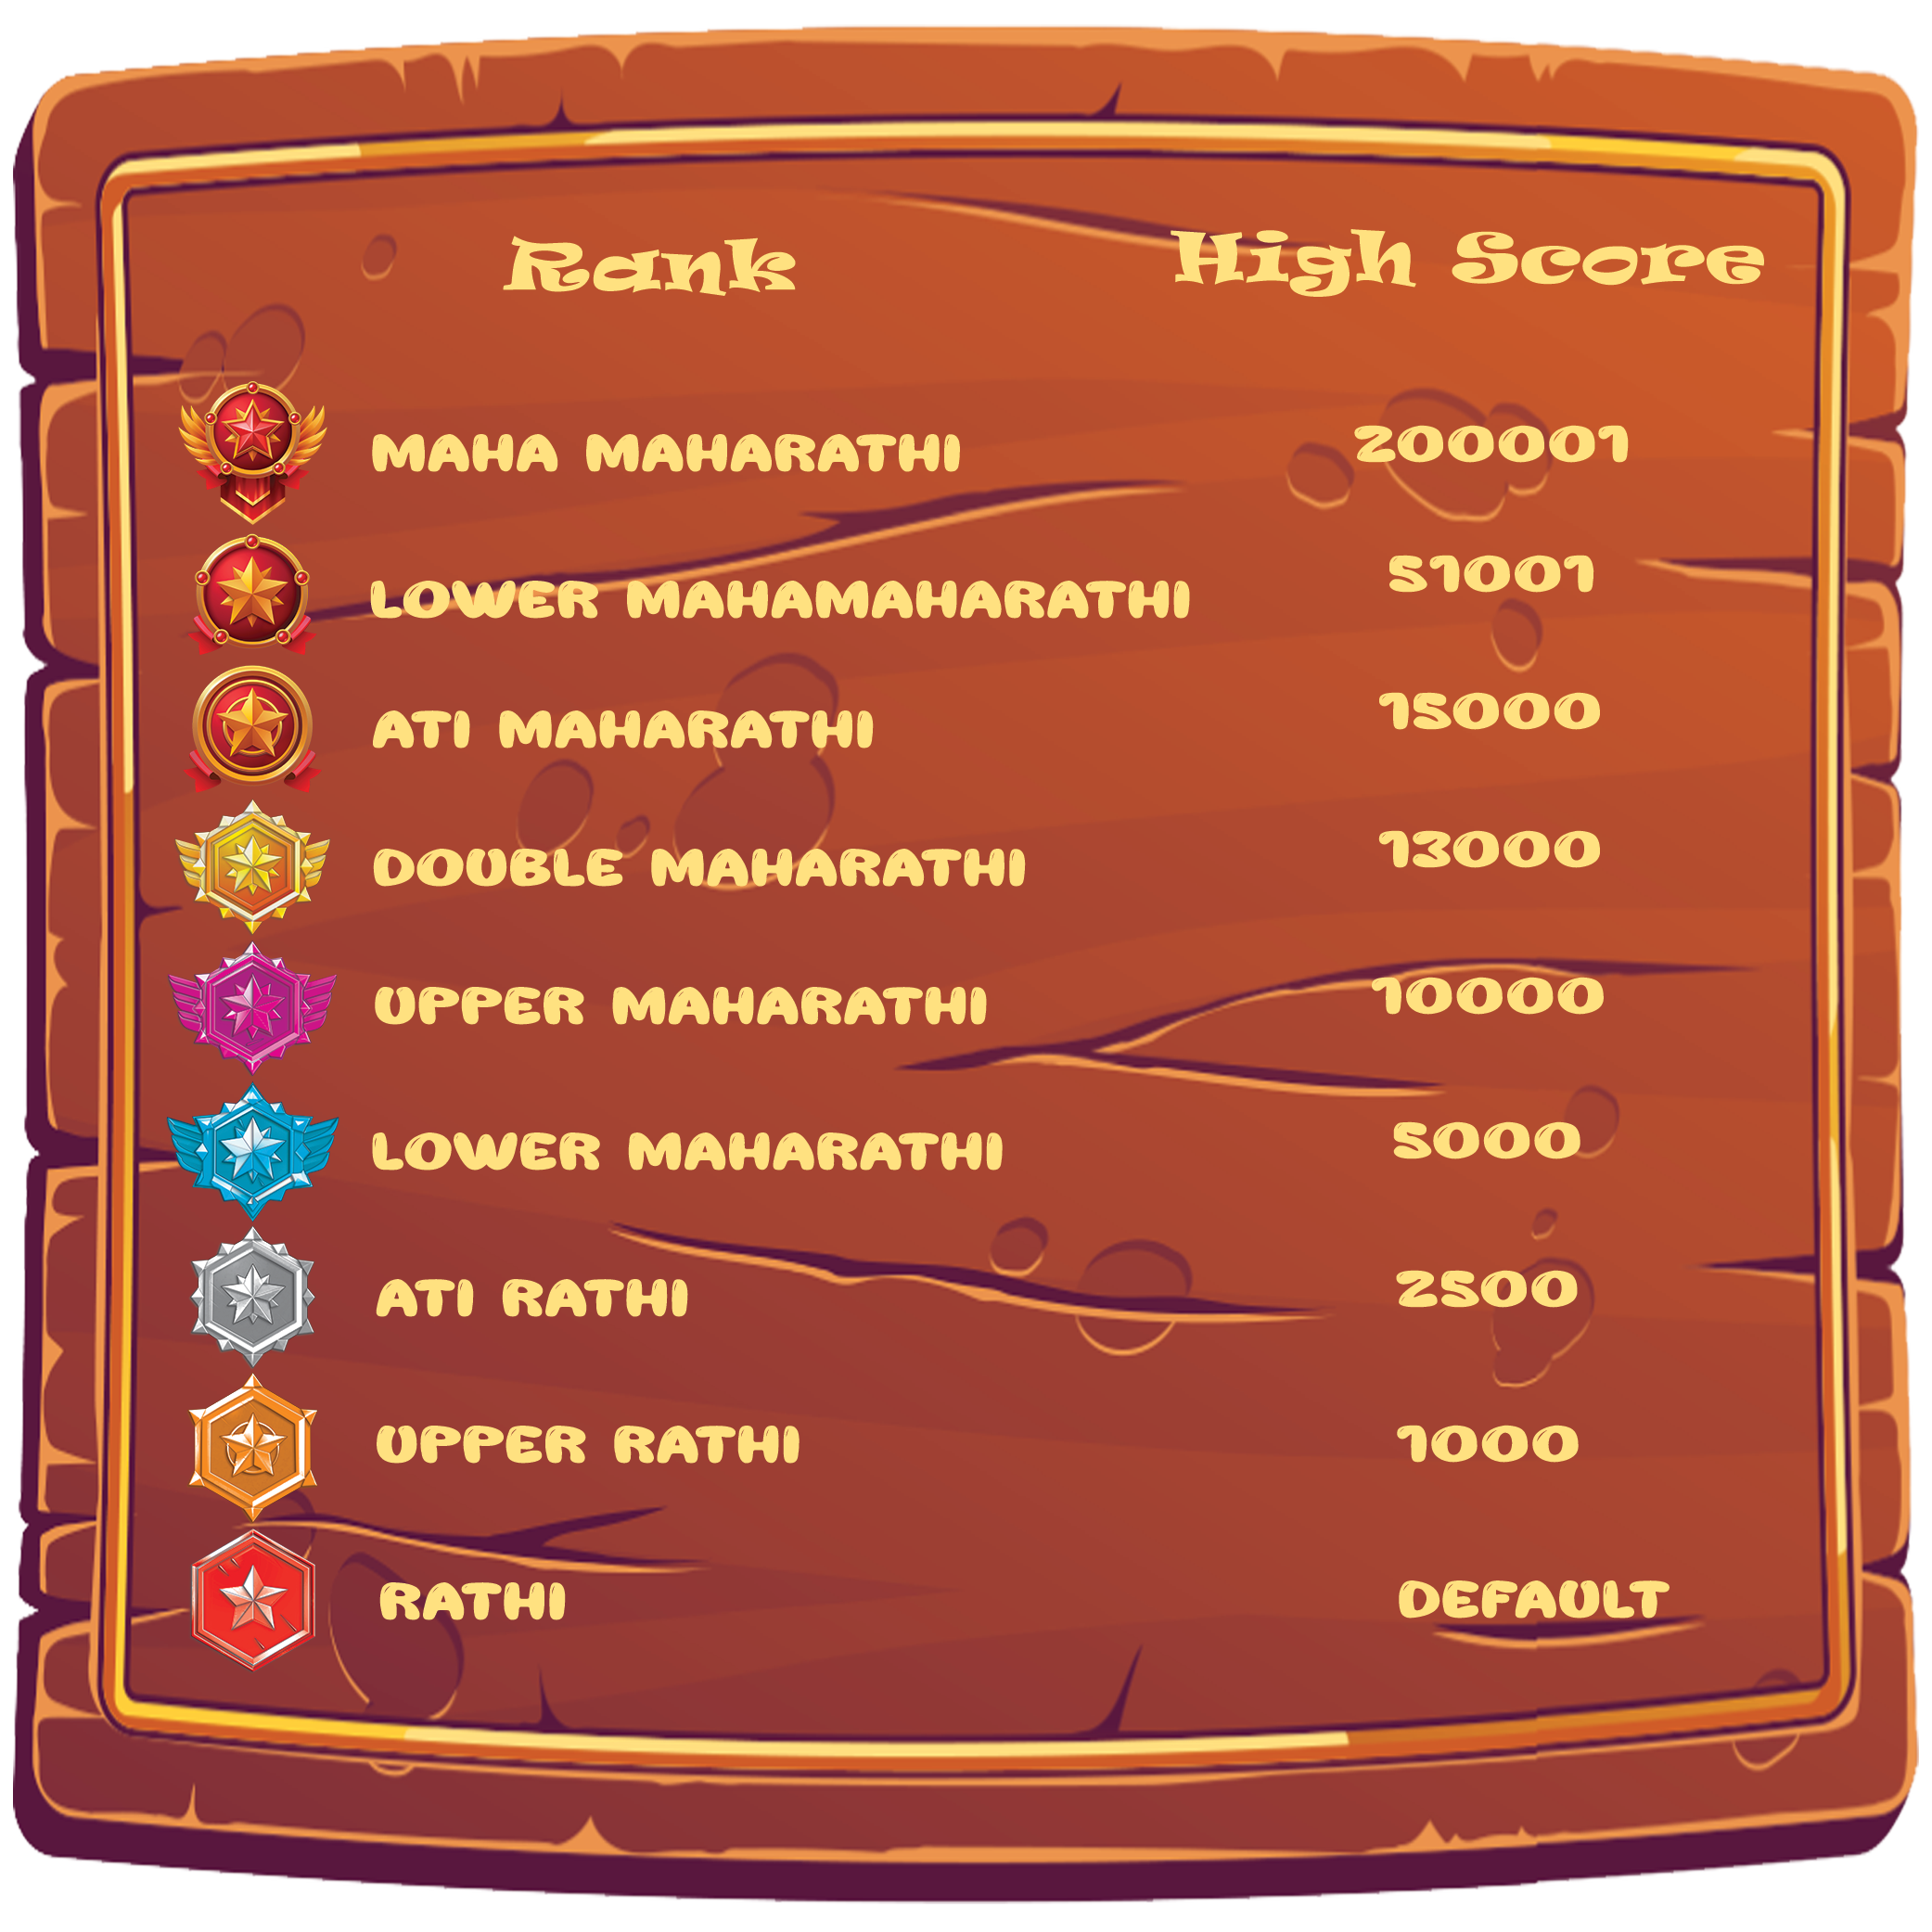 Rank High Score
MAHA MAHARATHI 200001
LOWER MAHAMAHARATHI 51001
ATI MAHARATHI 15000
DOUBLE MAHARATHI 13000
UPPER MAHARATHI 10000
LOWER MAHARATHI 5000
ATI RATHI 2500
UPPER RATHI 1000
RATHI DEFAULT